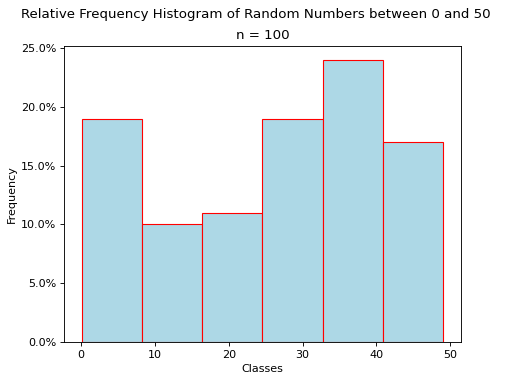 Relative Frequency Histogram of Random Numbers between 0 and 50
n = 100
25.0%
20.0%
15.0%
10.0%
5.0%
0.0%
Frequency
0 10 20 30 40 50
Classes